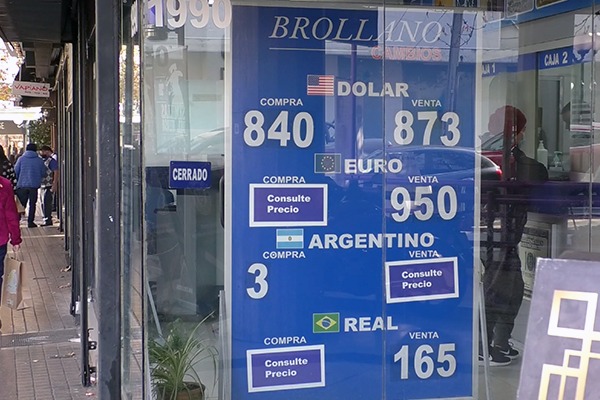 1990
BROLLANO
CAMBIOS
DOLAR
COMPRA VENTA
840 873
EURO
COMPRA VENTA
Consulte
Precio
950
ARGENTINO
COMPRA VENTA
3
Consulte
Precio
REAL
COMPRA VENTA
Consulte
Precio
165
CERRADO
VAPIANO
CAJA 2